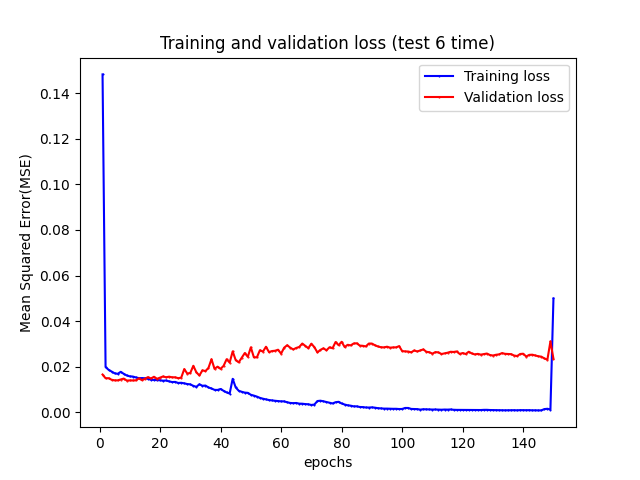 Training and validation loss (test 6 time)
Training loss
Validation loss
0.14
0.12
0.10
0.08
0.06
0.04
0.02
0.00
Mean Squared Error(MSE)
0 20 40 60 80 100 120 140
epochs